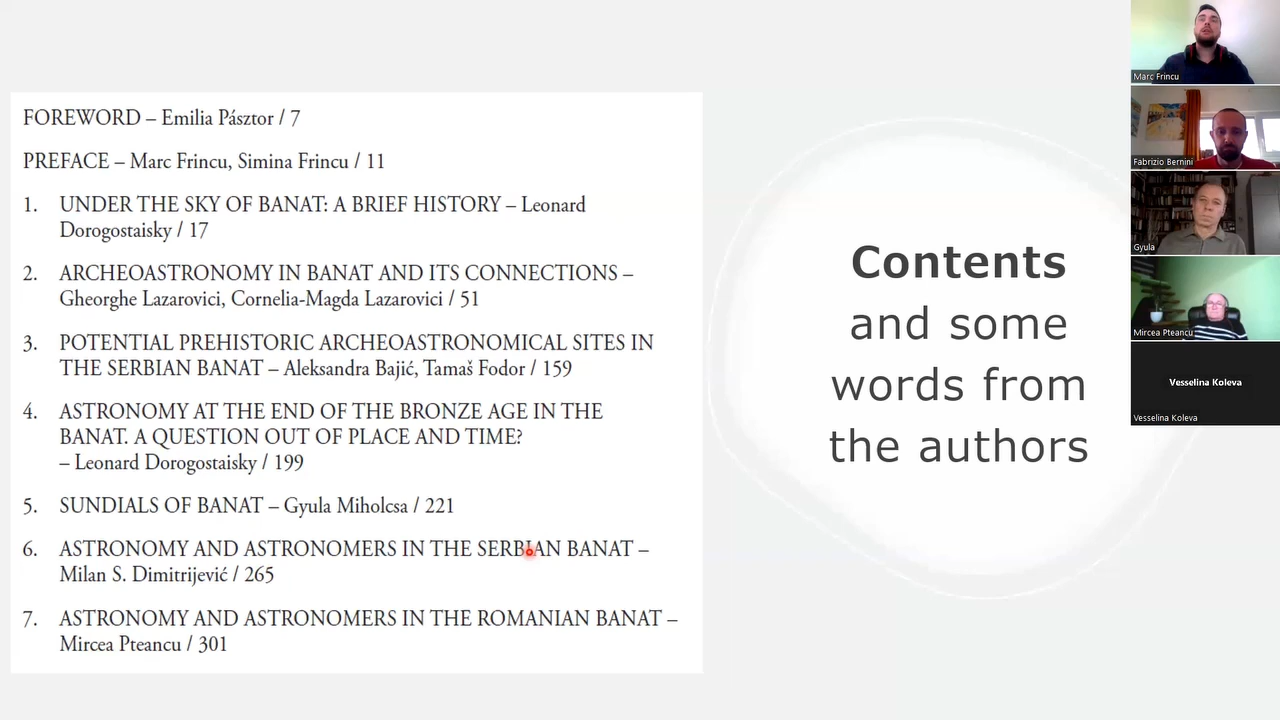 FOREWORD – Emilia Pásztor / 7
PREFACE – Marc Frincu, Simina Frincu / 11
1. UNDER THE SKY OF BANAT: A BRIEF HISTORY – Leonard
Dorogostaisky / 17
2. ARCHEOASTRONOMY IN BANAT AND ITS CONNECTIONS –
Gheorghe Lazarovici, Cornelia-Magda Lazarovici / 51
3. POTENTIAL PREHISTORIC ARCHEOASTRONOMICAL SITES IN
THE SERBIAN BANAT – Aleksandra Bajić, Tamaš Fodor / 159
4. ASTRONOMY AT THE END OF THE BRONZE AGE IN THE
BANAT. A QUESTION OUT OF PLACE AND TIME?
– Leonard Dorogostaisky / 199
5. SUNDIALS OF BANAT – Gyula Miholcsa / 221
6. ASTRONOMY AND ASTRONOMERS IN THE SERBIAN BANAT –
Milan S. Dimitrijević / 265
7. ASTRONOMY AND ASTRONOMERS IN THE ROMANIAN BANAT –
Mircea Pteancu / 301
Contents
and some
words from
the authors
Marc Frincu
Fabrizio Bernini
Gyula
Mircea Pteancu
Vesselina Koleva
Vesselina Koleva